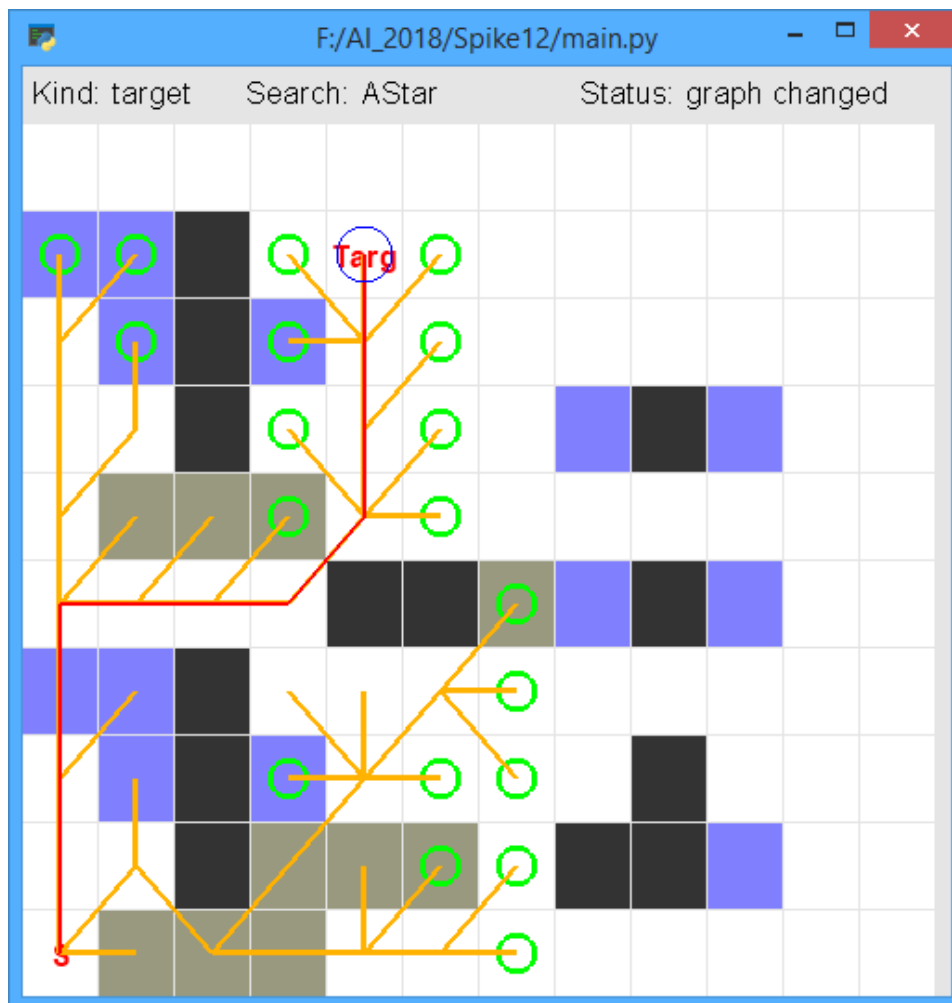 F:/AI_2018/Spike12/main.py
Kind: target Search: AStar Status: graph changed
Targ
S